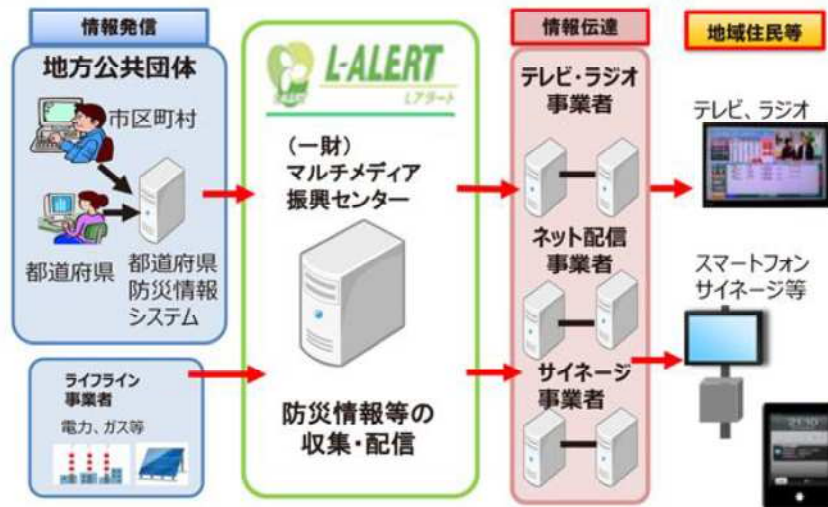 情報発信
地方公共団体
市区町村
都道府県
都道府県
防災情報
システム
ライフライン
事業者
電力、ガス等
L-ALERT
Lアラート
（一財）
マルチメディア
振興センター
防災情報等の
収集・配信
情報伝達
テレビ・ラジオ
事業者
ネット配信
事業者
サイネージ
事業者
地域住民等
テレビ、ラジオ
スマートフォン
サイネージ等
21:10